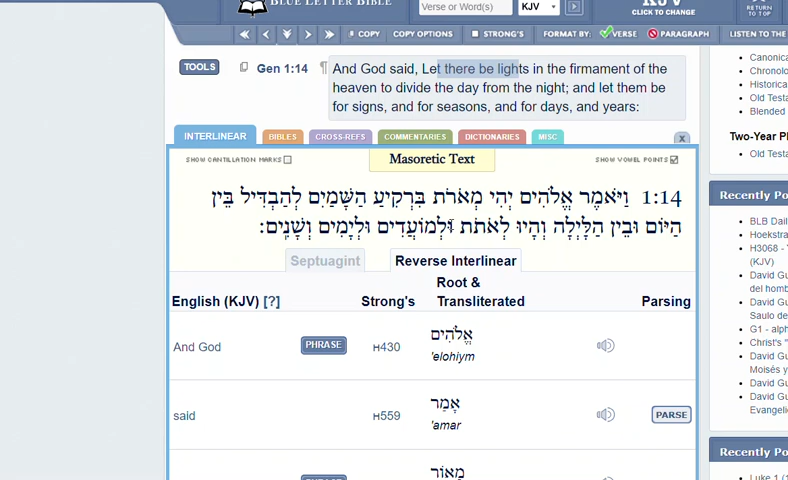 BLUE LETTER BIBLE
Verse or Word(s)
KJV
KJV
CLICK TO CHANGE
RETURN
TO TOP
COPY
COPY OPTIONS
STRONG'S
FORMAT BY:
VERSE
PARAGRAPH
LISTEN TO THE
TOOLS
Gen 1:14
¶
And God said, Let there be lights in the firmament of the
heaven to divide the day from the night; and let them be
for signs, and for seasons, and for days, and years:
INTERLINEAR
BIBLES
CROSS-REFS
COMMENTARIES
DICTIONARIES
MISC
x
SHOW CANTILLATION MARKS
Masoretic Text
SHOW VOWEL POINTS
1:14 וַיֹּאמֶר אֱלֹהִים יְהִי מְאֹרֹת בִּרְקִיעַ הַשָּׁמַיִם לְהַבְדִּיל בֵּין
הַיּוֹם וּבֵין הַלָּיְלָה וְהָיוּ לְאֹתֹת וּלְמוֹעֲדִים וּלְיָמִים וְשָׁנִים׃
Septuagint
Reverse Interlinear
English (KJV) [?]
Strong's
Root &
Transliterated
Parsing
And God
PHRASE
H430
אֱלֹהִים
'elohiym
said
H559
אָמַר
'amar
PARSE
מָאוֹר
Canonica
Chronolo
Historica
Old Testa
Blended
Two-Year Pl
Old Testa
Recently Po
BLB Dail
Hoekstra
H3068 - Y
(KJV)
David Gu
del homb
David Gu
Saulo de
G1 - alph
Christ's "
David Gu
Moisés y
David Gu
David Gu
Evangelic
Recently Po
Luke 1 (1